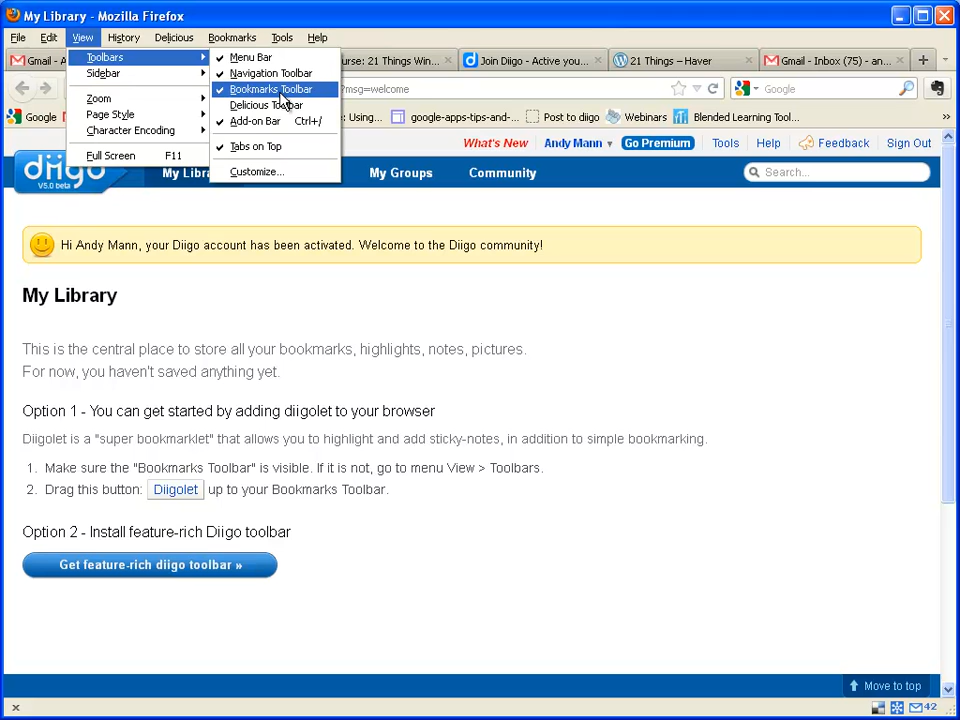 My Library - Mozilla Firefox
File Edit View History Delicious Bookmarks Tools Help
Gmail - A
urse: 21 Things Win...
Join Diigo - Active you...
21 Things – Haver
Gmail - Inbox (75) - an...
Toolbars
Sidebar
Zoom
Page Style
Character Encoding
Full Screen F11
Menu Bar
Navigation Toolbar
Bookmarks Toolbar
Delicious Toolbar
Add-on Bar Ctrl+/
Tabs on Top
Customize...
?msg=welcome
Google
Google
google-apps-tips-and-...
Post to diigo
Webinars
Blended Learning Tool...
»
What's New Andy Mann Go Premium Tools Help Feedback Sign Out
diigo
V5.0 beta
My Libra
My Groups
Community
Search...
Hi Andy Mann, your Diigo account has been activated. Welcome to the Diigo community!
My Library
This is the central place to store all your bookmarks, highlights, notes, pictures.
For now, you haven't saved anything yet.
Option 1 - You can get started by adding diigolet to your browser
Diigolet is a "super bookmarklet" that allows you to highlight and add sticky-notes, in addition to simple bookmarking.
1. Make sure the "Bookmarks Toolbar" is visible. If it is not, go to menu View > Toolbars.
2. Drag this button: Diigolet up to your Bookmarks Toolbar.
Option 2 - Install feature-rich Diigo toolbar
Get feature-rich diigo toolbar »
Move to top
x
42